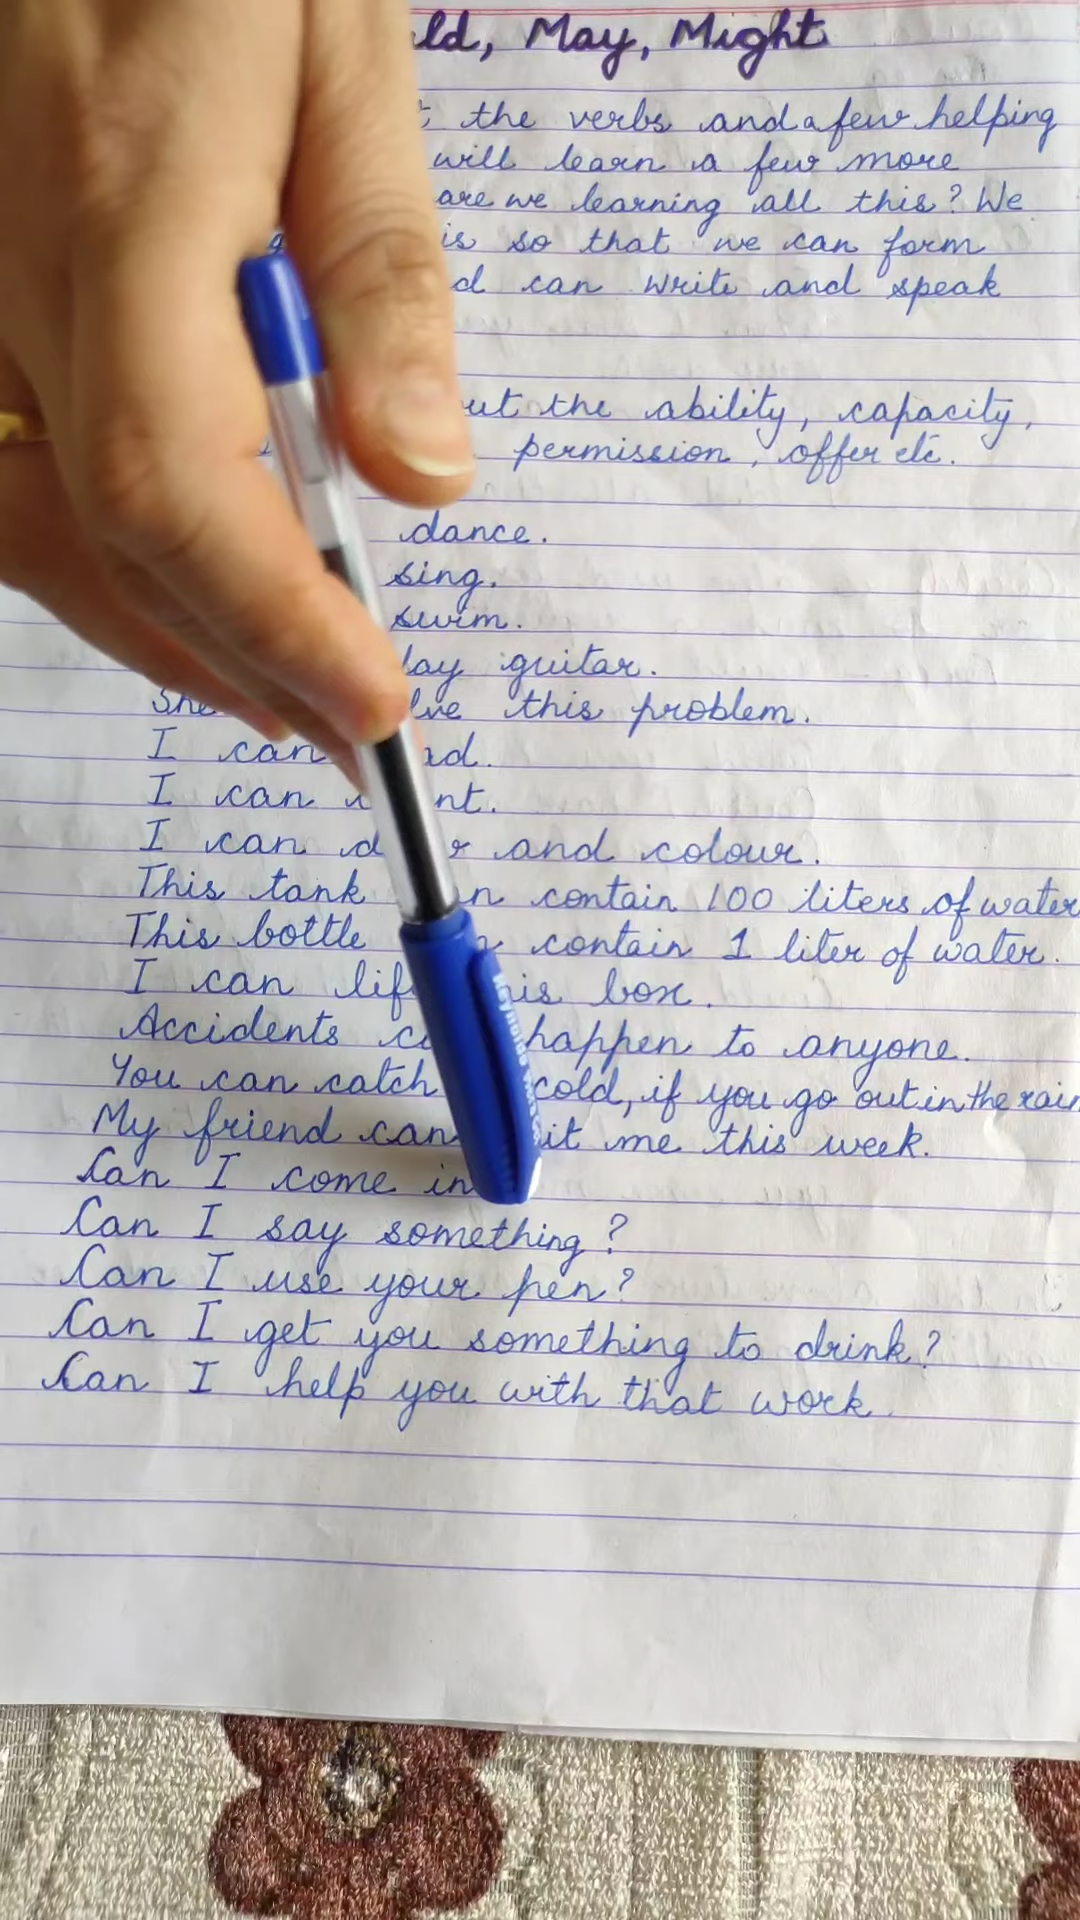 May, Might
the verbs and a few helping
will learn a few more
are we learning all this? We
is so that we can form
can write and speak
the ability, capacity,
permission, offer etc.
dance.
sing.
swim.
guitar.
this problem.
I can
I can
I can and colour.
This tank contain 100 liters of water
This bottle contain 1 liter of water.
I can box.
Accidents happen to anyone.
You can catch cold, if you go out in the rain
My friend can me this week.
Can I come in
Can I say something?
Can I use your pen?
Can I get you something to drink?
Can I help you with that work.